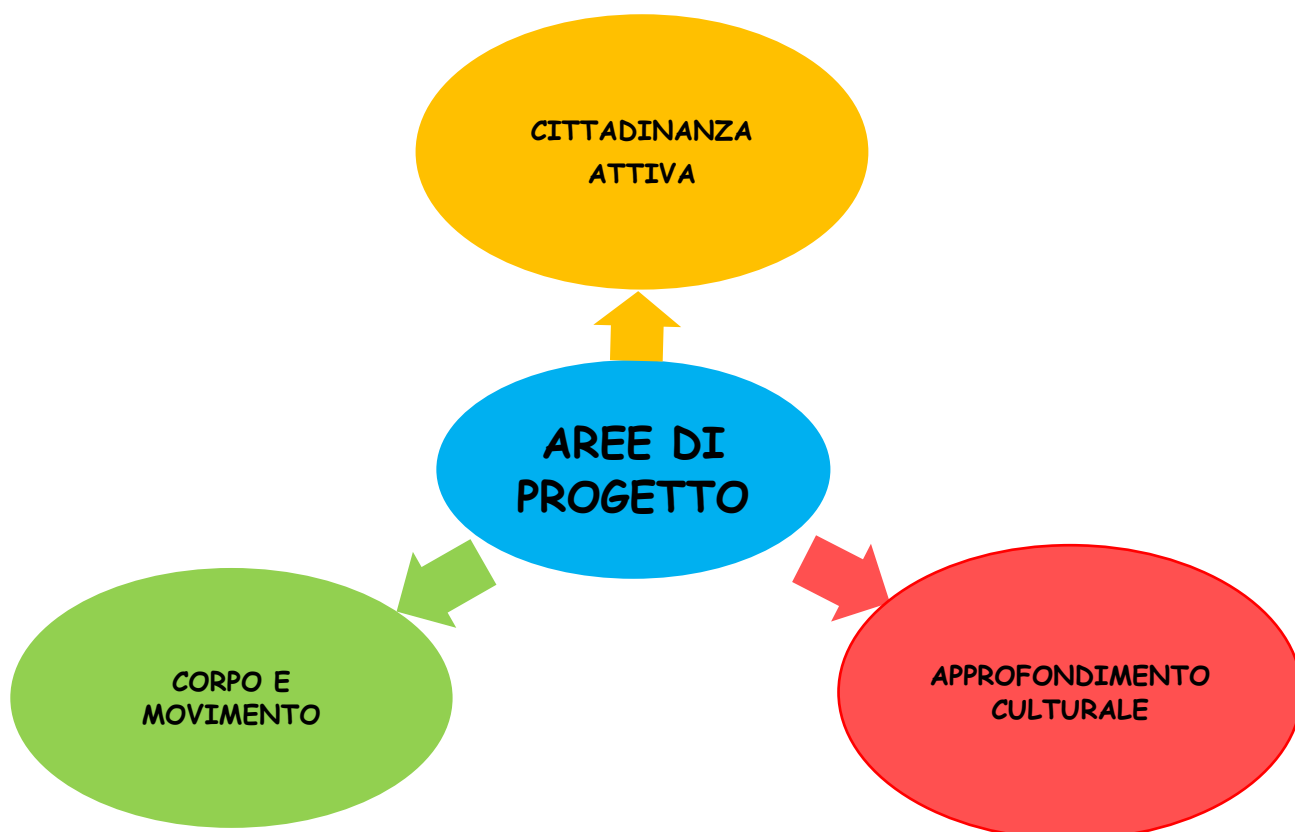 CITTADINANZA
ATTIVA
AREE DI
PROGETTO
CORPO E
MOVIMENTO
APPROFONDIMENTO
CULTURALE